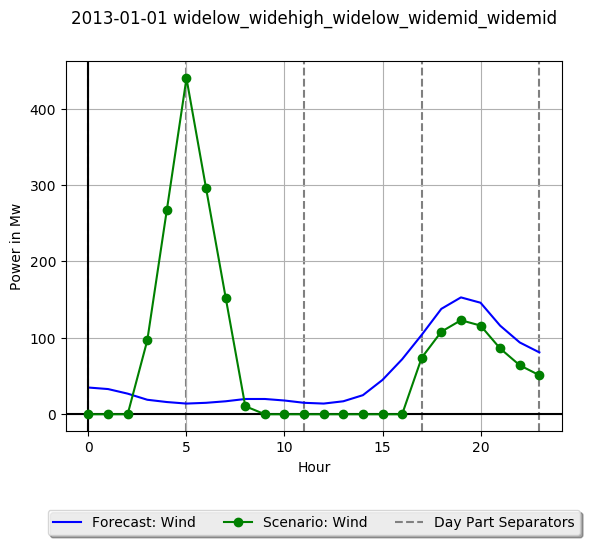 2013-01-01 widelow_widehigh_widelow_widemid_widemid
400
300
200
100
0
Power in Mw
0 5 10 15 20
Hour
Forecast: Wind Scenario: Wind Day Part Separators